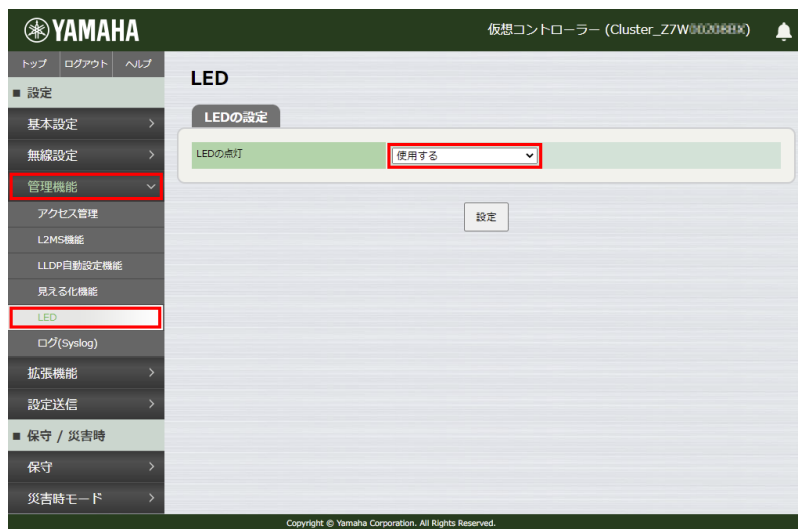 YAMAHA
仮想コントローラー (Cluster_Z7W
トップ ログアウト ヘルプ
■ 設定
基本設定
無線設定
管理機能
アクセス管理
L2MS機能
LLDP自動設定機能
見える化機能
LED
ログ(Syslog)
拡張機能
設定送信
■ 保守 / 災害時
保守
災害時モード
LED
LEDの設定
LEDの点灯
使用する
設定
Copyright © Yamaha Corporation. All Rights Reserved.